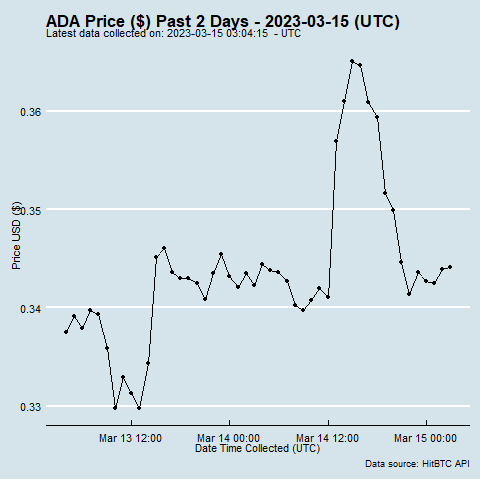 ADA Price ($) Past 2 Days - 2023-03-15 (UTC)
Latest data collected on: 2023-03-15 03:04:15 - UTC
0.36
0.35
0.34
0.33
Price USD ($)
Mar 13 12:00
Mar 14 00:00
Mar 14 12:00
Mar 15 00:00
Date Time Collected (UTC)
Data source: HitBTC API